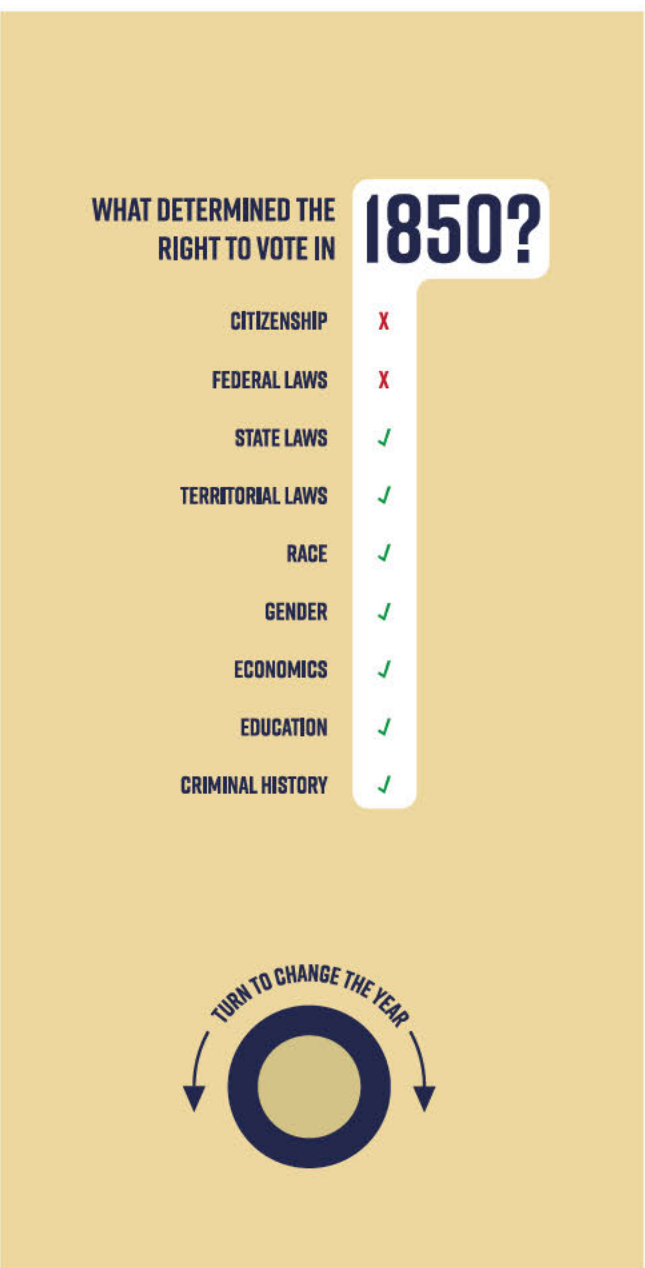 WHAT DETERMINED THE
RIGHT TO VOTE IN
1850?
CITIZENSHIP X
FEDERAL LAWS X
STATE LAWS ✓
TERRITORIAL LAWS ✓
RACE ✓
GENDER ✓
ECONOMICS ✓
EDUCATION ✓
CRIMINAL HISTORY ✓
TURN TO CHANGE THE YEAR